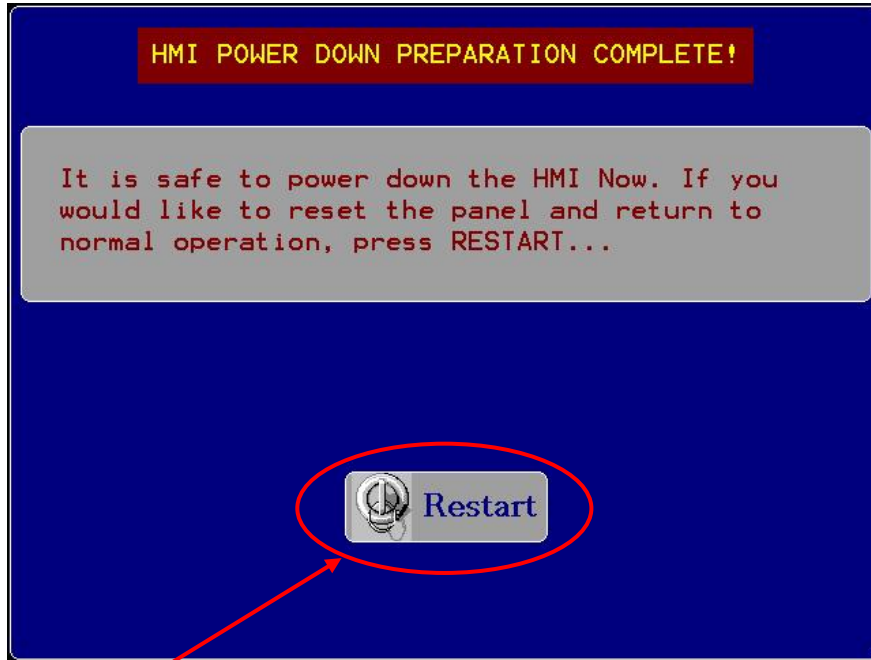 HMI POWER DOWN PREPARATION COMPLETE!
It is safe to power down the HMI Now. If you
would like to reset the panel and return to
normal operation, press RESTART...
Restart